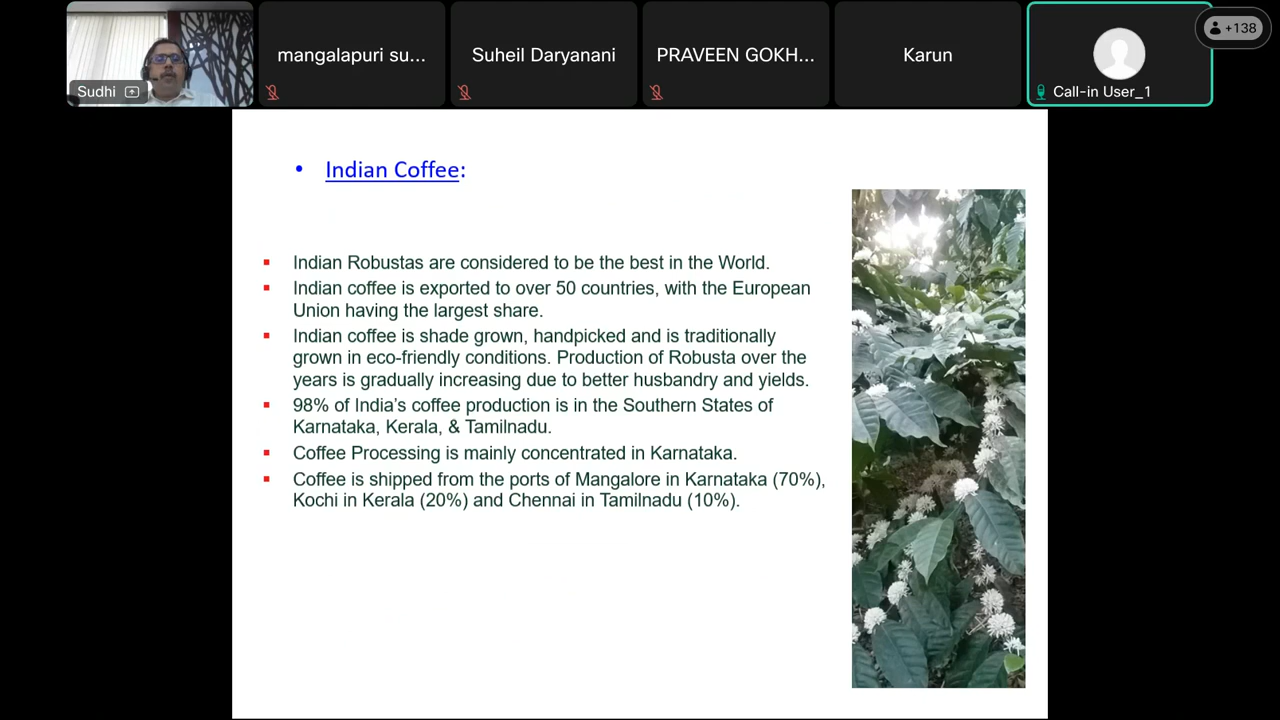 mangalapuri su...
Suheil Daryanani
PRAVEEN GOKH...
Karun
+138
Sudhi
Call-in User_1
• Indian Coffee:
▪ Indian Robustas are considered to be the best in the World.
▪ Indian coffee is exported to over 50 countries, with the European
Union having the largest share.
▪ Indian coffee is shade grown, handpicked and is traditionally
grown in eco-friendly conditions. Production of Robusta over the
years is gradually increasing due to better husbandry and yields.
▪ 98% of India’s coffee production is in the Southern States of
Karnataka, Kerala, & Tamilnadu.
▪ Coffee Processing is mainly concentrated in Karnataka.
▪ Coffee is shipped from the ports of Mangalore in Karnataka (70%),
Kochi in Kerala (20%) and Chennai in Tamilnadu (10%).